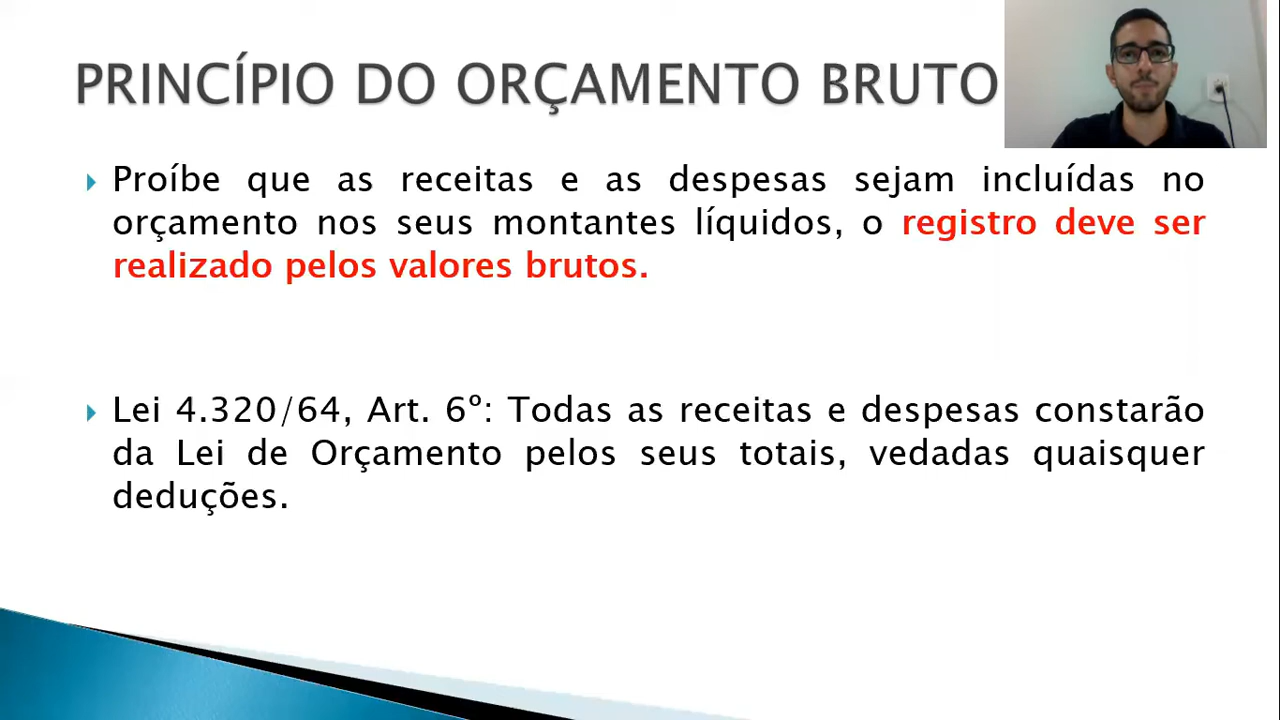 PRINCÍPIO DO ORÇAMENTO BRUTO
Proíbe que as receitas e as despesas sejam incluídas no
orçamento nos seus montantes líquidos, o registro deve ser
realizado pelos valores brutos.
Lei 4.320/64, Art. 6º: Todas as receitas e despesas constarão
da Lei de Orçamento pelos seus totais, vedadas quaisquer
deduções.